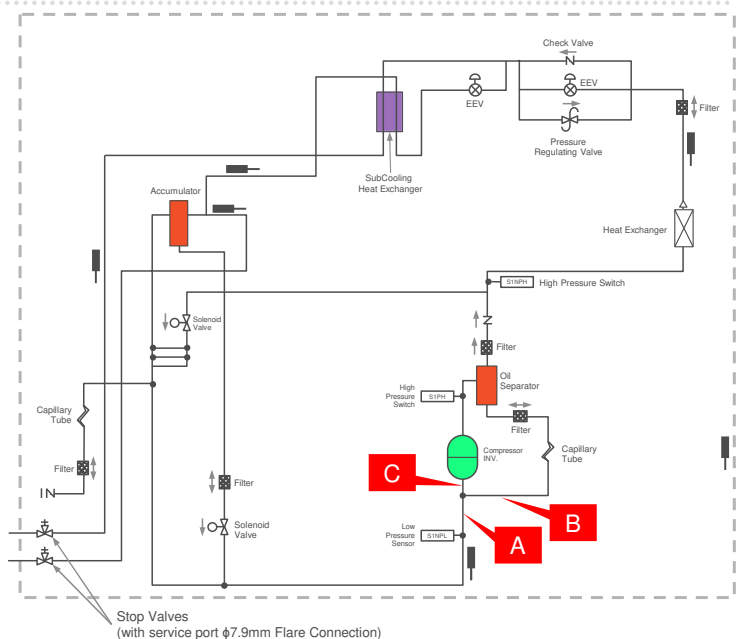 Check Valve
EEV
EEV
Filter
Pressure
Regulating Valve
SubCooling
Heat Exchanger
Accumulator
Heat Exchanger
S1NPH
High Pressure Switch
Solenoid
Valve
Filter
Oil
Separator
High
Pressure
Switch
S1PH
Filter
Capillary
Tube
Compressor
INV.
Capillary
Tube
C
Filter
Filter
B
A
Solenoid
Valve
Low
Pressure
Sensor
S1NPL
Stop Valves
(with service port ϕ7.9mm Flare Connection)